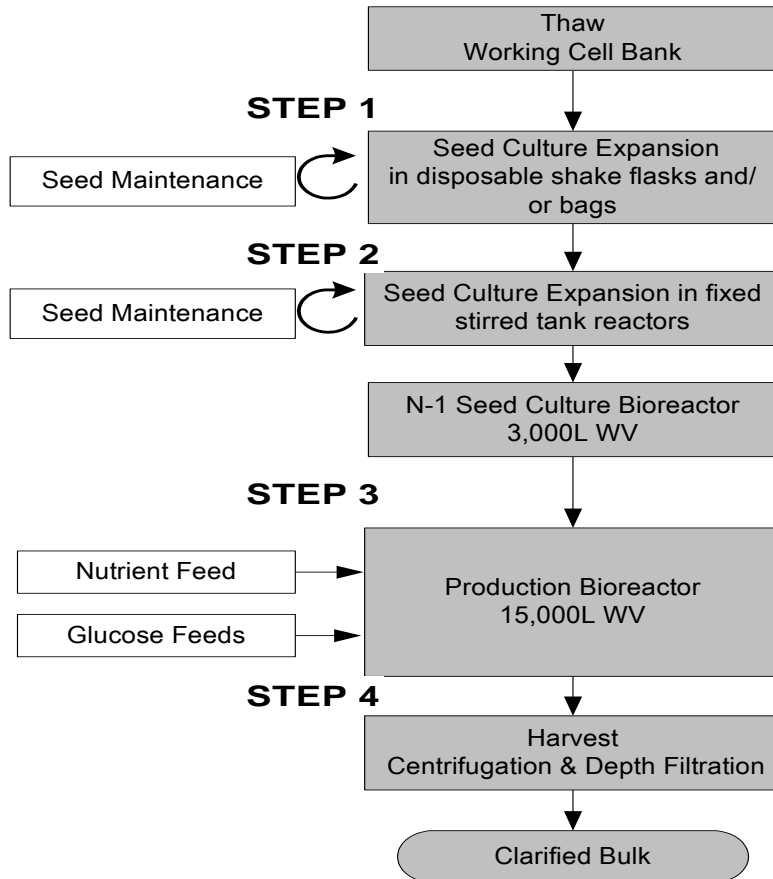 Thaw
Working Cell Bank
STEP 1
Seed Maintenance
Seed Culture Expansion
in disposable shake flasks and/
or bags
STEP 2
Seed Maintenance
Seed Culture Expansion in fixed
stirred tank reactors
N-1 Seed Culture Bioreactor
3,000L WV
STEP 3
Nutrient Feed
Glucose Feeds
Production Bioreactor
15,000L WV
STEP 4
Harvest
Centrifugation & Depth Filtration
Clarified Bulk